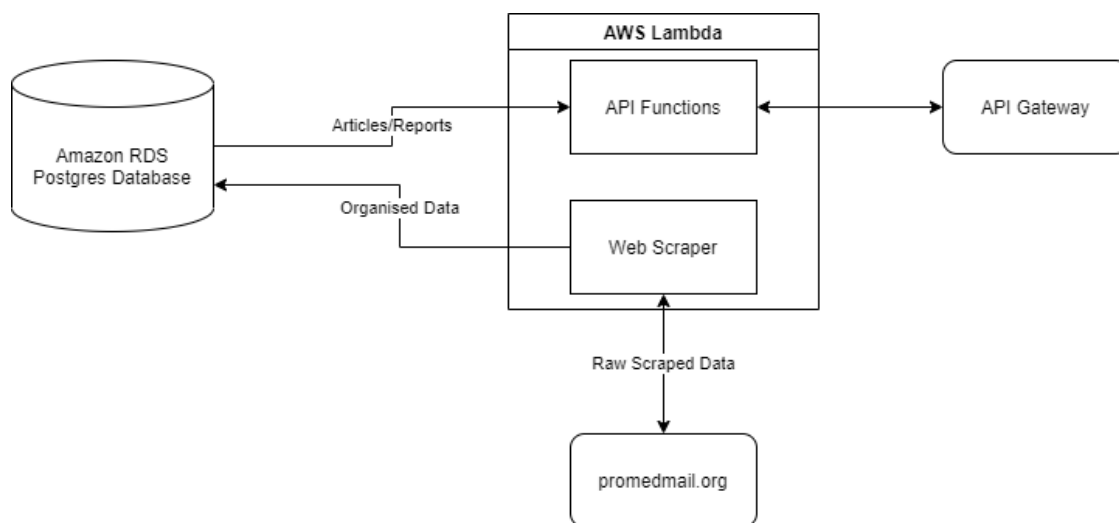 AWS Lambda
API Functions
API Gateway
Articles/Reports
Amazon RDS
Postgres Database
Organised Data
Web Scraper
Raw Scraped Data
promedmail.org